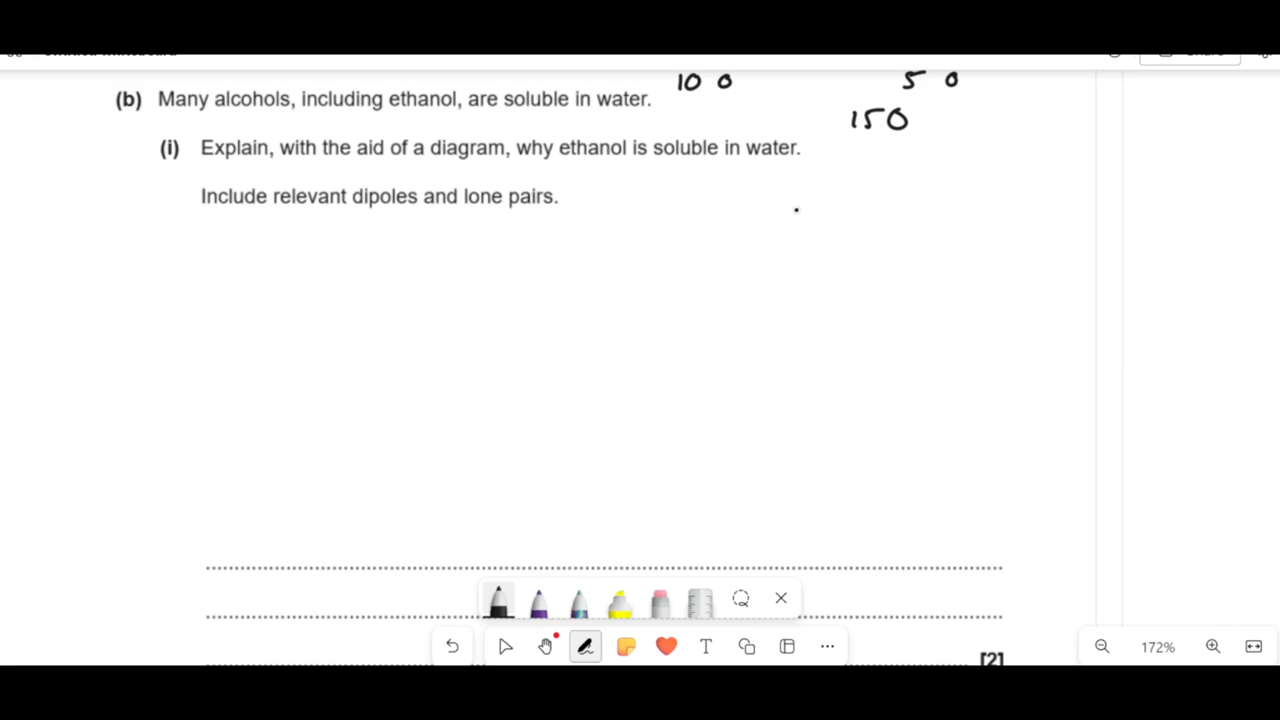 10 0 5 0
(b) Many alcohols, including ethanol, are soluble in water.
150
(i) Explain, with the aid of a diagram, why ethanol is soluble in water.
Include relevant dipoles and lone pairs.
[2]
T
172%